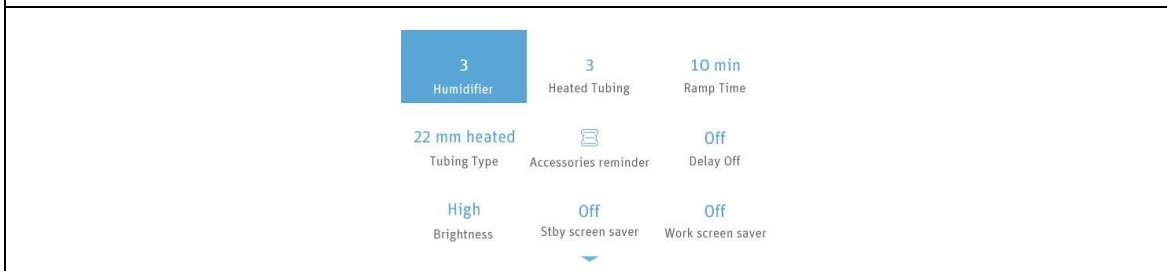 3 3 10 min
Humidifier Heated Tubing Ramp Time
22 mm heated Off
Tubing Type Accessories reminder Delay Off
High Off Off
Brightness Stby screen saver Work screen saver